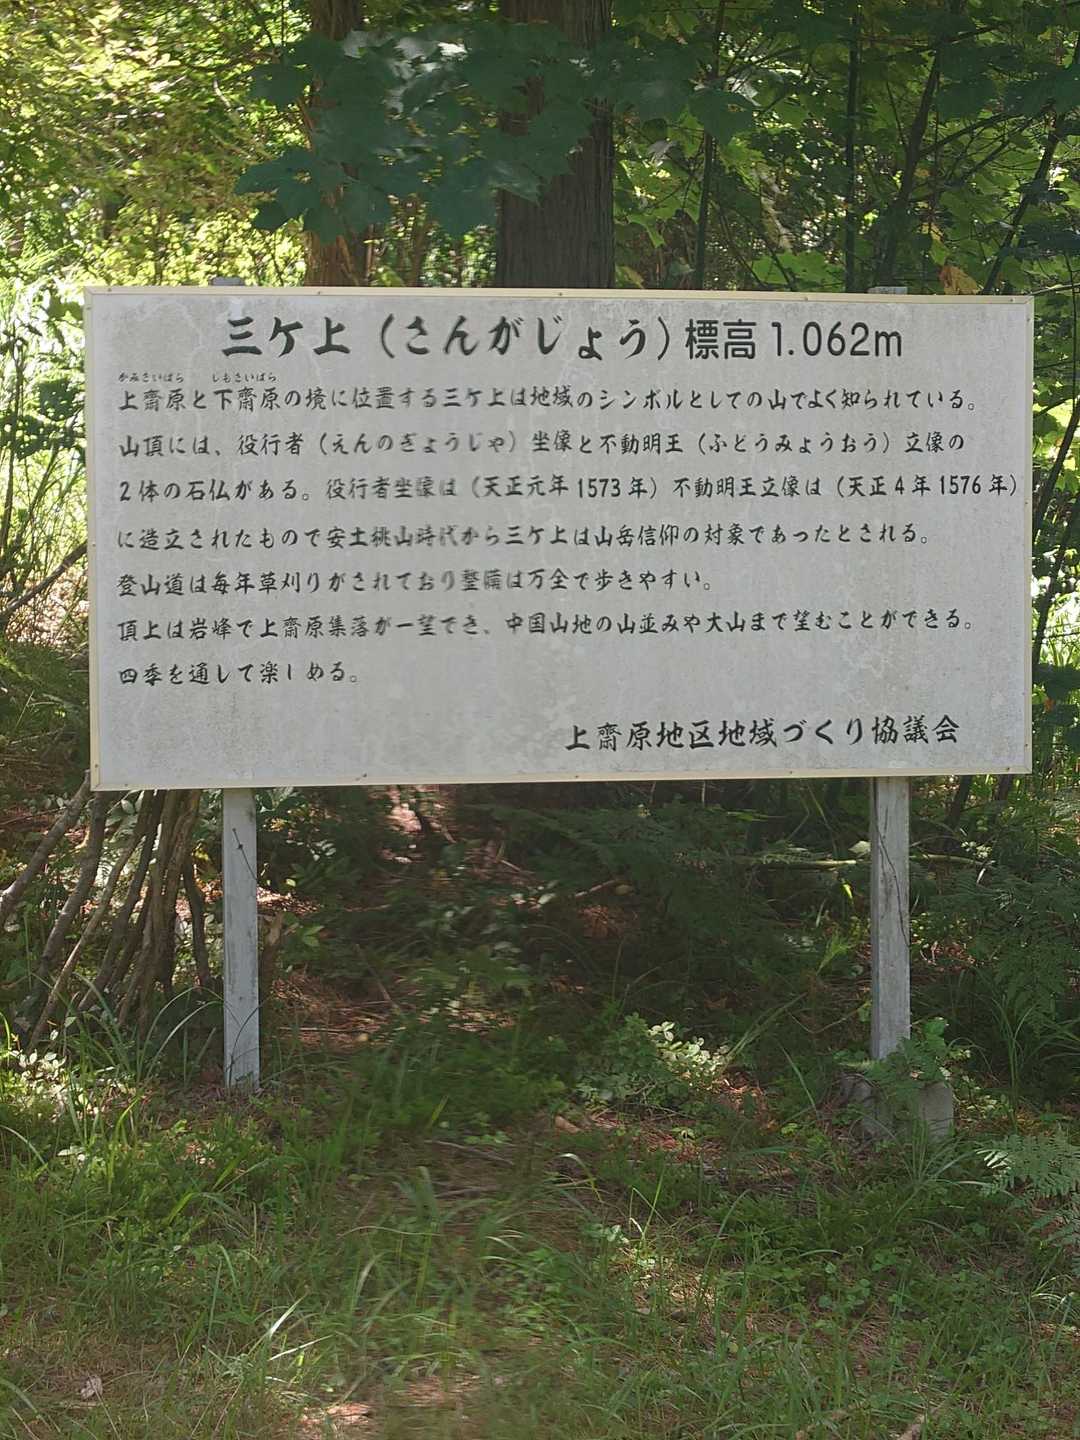 三ケ上（さんがじょう）標高1.062m
かみさいばら　しもさいばら
上齋原と下齋原の境に位置する三ケ上は地域のシンボルとしての山でよく知られている。
山頂には、役行者（えんのぎょうじゃ）坐像と不動明王（ふどうみょうおう）立像の
2体の石仏がある。役行者坐像は（天正元年1573年）不動明王立像は（天正4年1576年）
に造立されたもので安土桃山時代から三ケ上は山岳信仰の対象であったとされる。
登山道は毎年草刈りがされており整備は万全で歩きやすい。
頂上は岩峰で上齋原集落が一望でき、中国山地の山並みや大山まで望むことができる。
四季を通して楽しめる。
上齋原地区地域づくり協議会